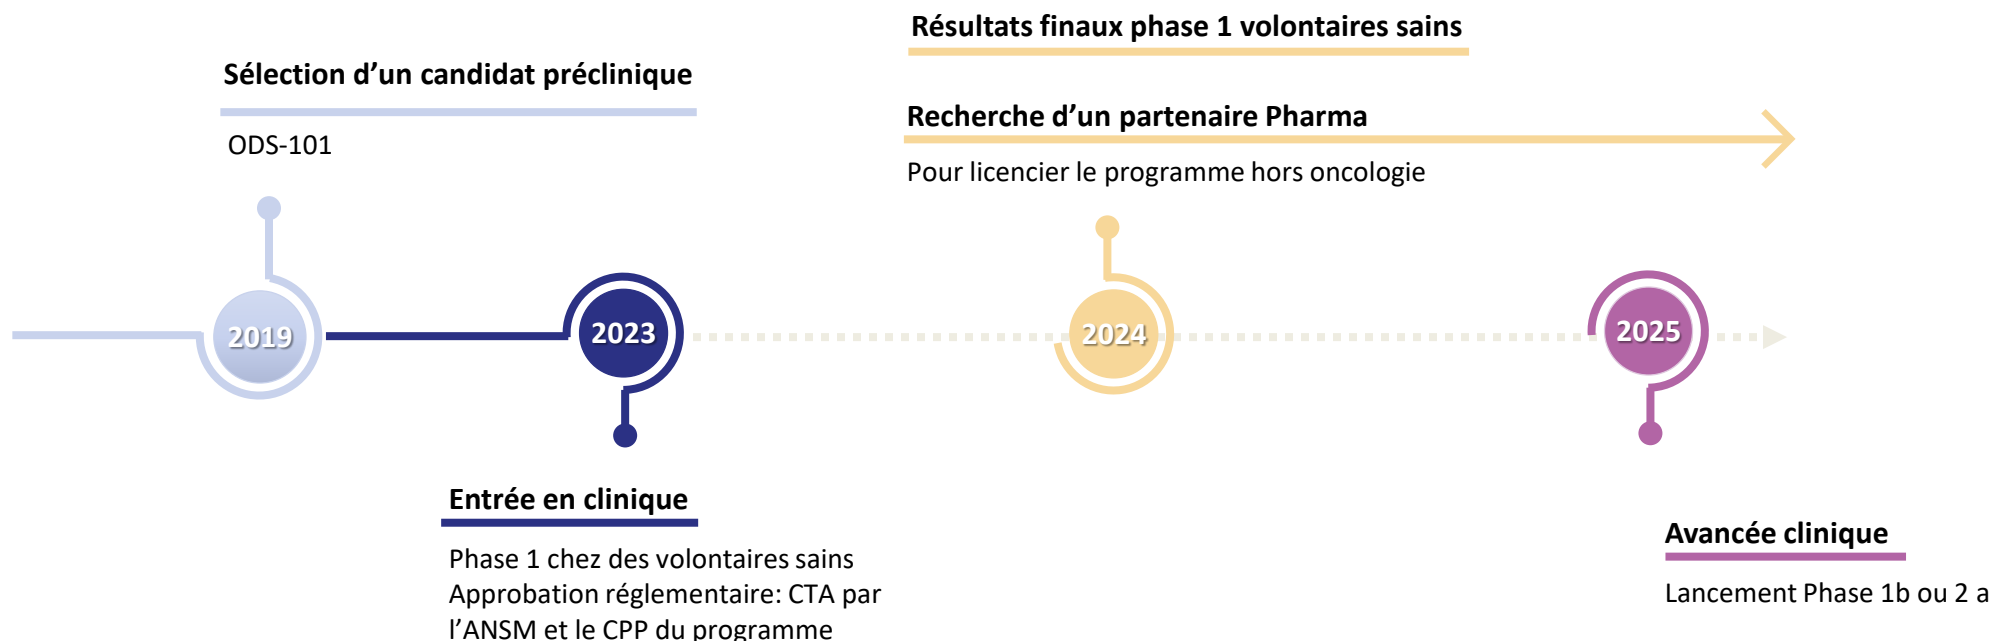 Résultats finaux phase 1 volontaires sains
Sélection d’un candidat préclinique
ODS-101
Recherche d’un partenaire Pharma
Pour licencier le programme hors oncologie
2019
2023
2024
2025
Entrée en clinique
Phase 1 chez des volontaires sains
Approbation réglementaire: CTA par
l’ANSM et le CPP du programme
Avancée clinique
Lancement Phase 1b ou 2 a